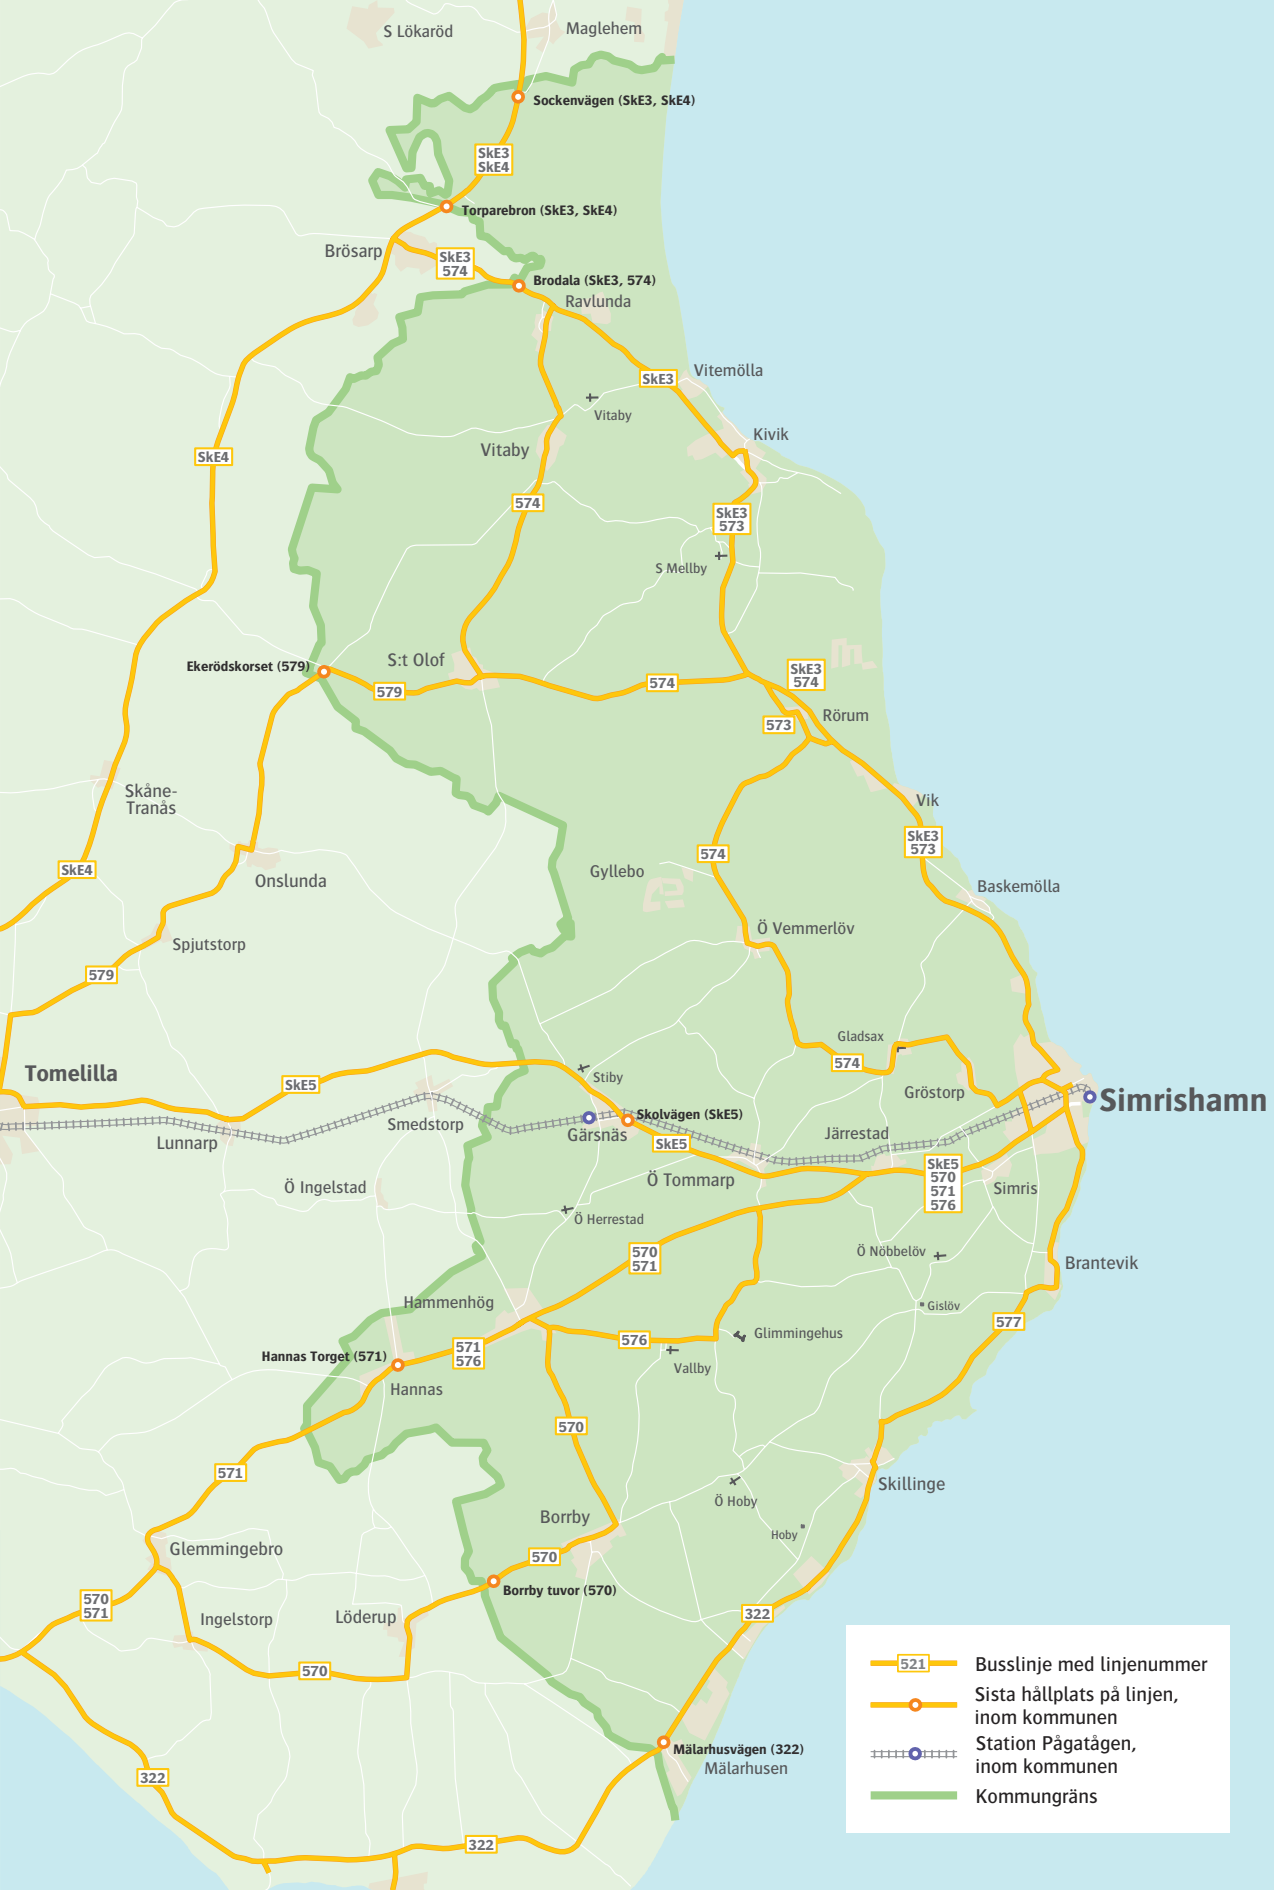 S Lökaröd
Maglehem
Sockenvägen (SkE3, SkE4)
SkE3
SkE4
Torparebron (SkE3, SkE4)
Brösarp
SkE3
574
Brodala (SkE3, 574)
Ravlunda
SkE3
Vitemölla
Vitaby
Kivik
Vitaby
SkE4
574
SkE3
573
S Mellby
S:t Olof
Ekerödskorset (579)
579
574
SkE3
574
573
Rörum
Skåne-
Tranås
Vik
SkE3
573
574
SkE4
Gyllebo
Onslunda
Baskemölla
Ö Vemmerlöv
Spjutstorp
579
Gladsax
574
Tomelilla
SkE5
Stiby
Gröstorp
Simrishamn
Skolvägen (SkE5)
Smedstorp
Gärsnäs
Lunnarp
SkE5
Järrestad
Ö Tommarp
SkE5
570
571
576
Ö Ingelstad
Simris
Ö Herrestad
570
571
Ö Nöbbelöv
Brantevik
Hammenhög
Gislöv
577
576
Glimmingehus
571
576
Hannas Torget (571)
Vallby
Hannas
570
571
Skillinge
Ö Hoby
Borrby
Hoby
Glemmingebro
570
Borrby tuvor (570)
570
571
Ingelstorp
Löderup
322
570
Mälarhusvägen (322)
Mälarhusen
322
322
521
Busslinje med linjenummer
Sista hållplats på linjen,
inom kommunen
Station Pågatågen,
inom kommunen
Kommungräns